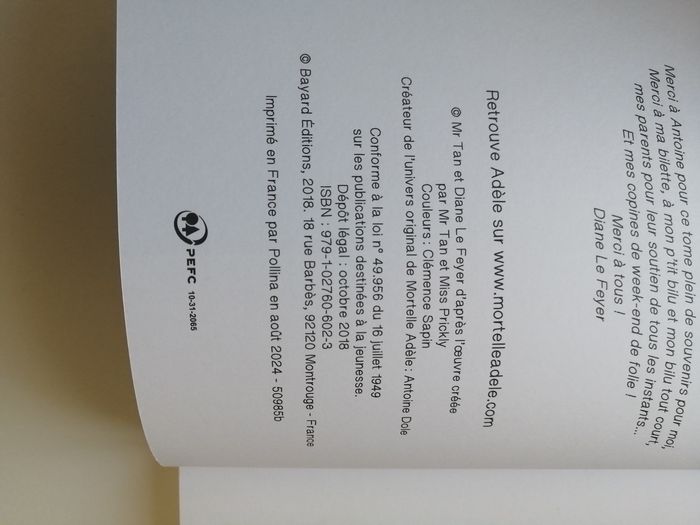 Merci à Antoine pour ce tome plein de souvenirs pour moi,
Merci à ma bilette, à mon p'tit bilu et mon bilu tout court,
mes parents pour leur soutien de tous les instants...
Et mes copines de week-end de folie !
Merci à tous !
Diane Le Feyer
Retrouve Adèle sur www.mortelleadele.com
© Mr Tan et Diane Le Feyer d'après l'œuvre créée
par Mr Tan et Miss Prickly
Couleurs : Clémence Sapin
Créateur de l'univers original de Mortelle Adèle : Antoine Dole
Conforme à la loi n° 49.956 du 16 juillet 1949
sur les publications destinées à la jeunesse.
Dépôt légal : octobre 2018
ISBN : 979-1-02760-602-3
© Bayard Éditions, 2018. 18 rue Barbès, 92120 Montrouge - France
Imprimé en France par Pollina en août 2024 - 50985b
PEFC 10-31-2065